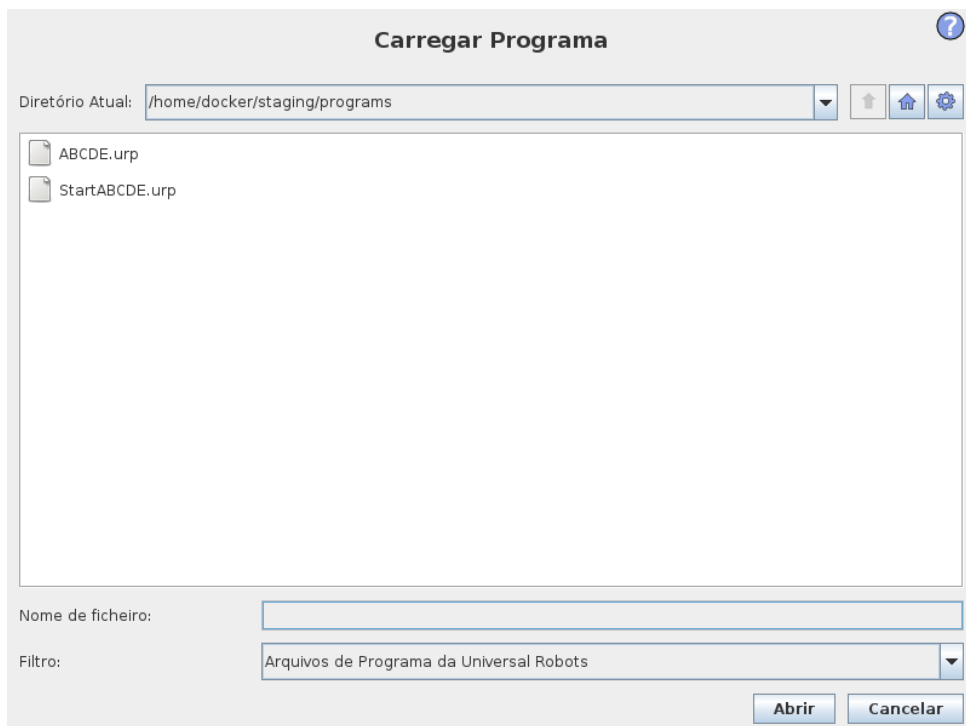 Carregar Programa
?
Diretório Atual: /home/docker/staging/programs
ABCDE.urp
StartABCDE.urp
Nome de ficheiro:
Filtro: Arquivos de Programa da Universal Robots
Abrir Cancelar